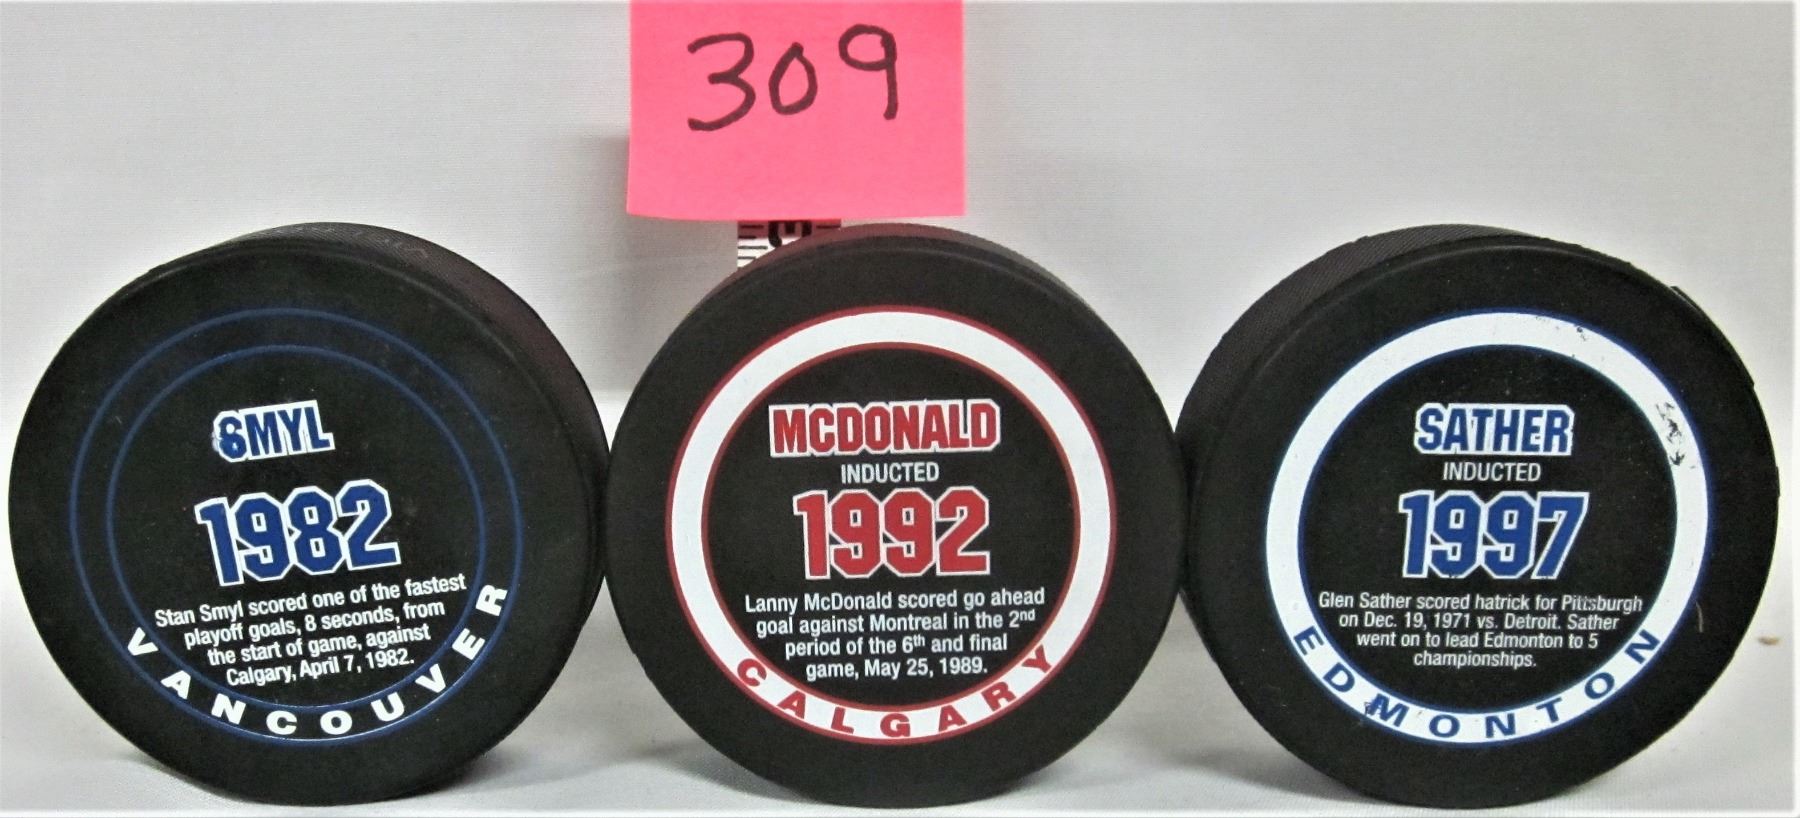 309
SMYL
1982
Stan Smyl scored one of the fastest
playoff goals, 8 seconds, from
the start of game, against
Calgary, April 7, 1982.
VANCOUVER
MCDONALD
INDUCTED
1992
Lanny McDonald scored go ahead
goal against Montreal in the 2nd
period of the 6th and final
game, May 25, 1989.
CALGARY
SATHER
INDUCTED
1997
Glen Sather scored hatrick for Pittsburgh
on Dec. 19, 1971 vs. Detroit. Sather
went on to lead Edmonton to 5
championships.
EDMONTON